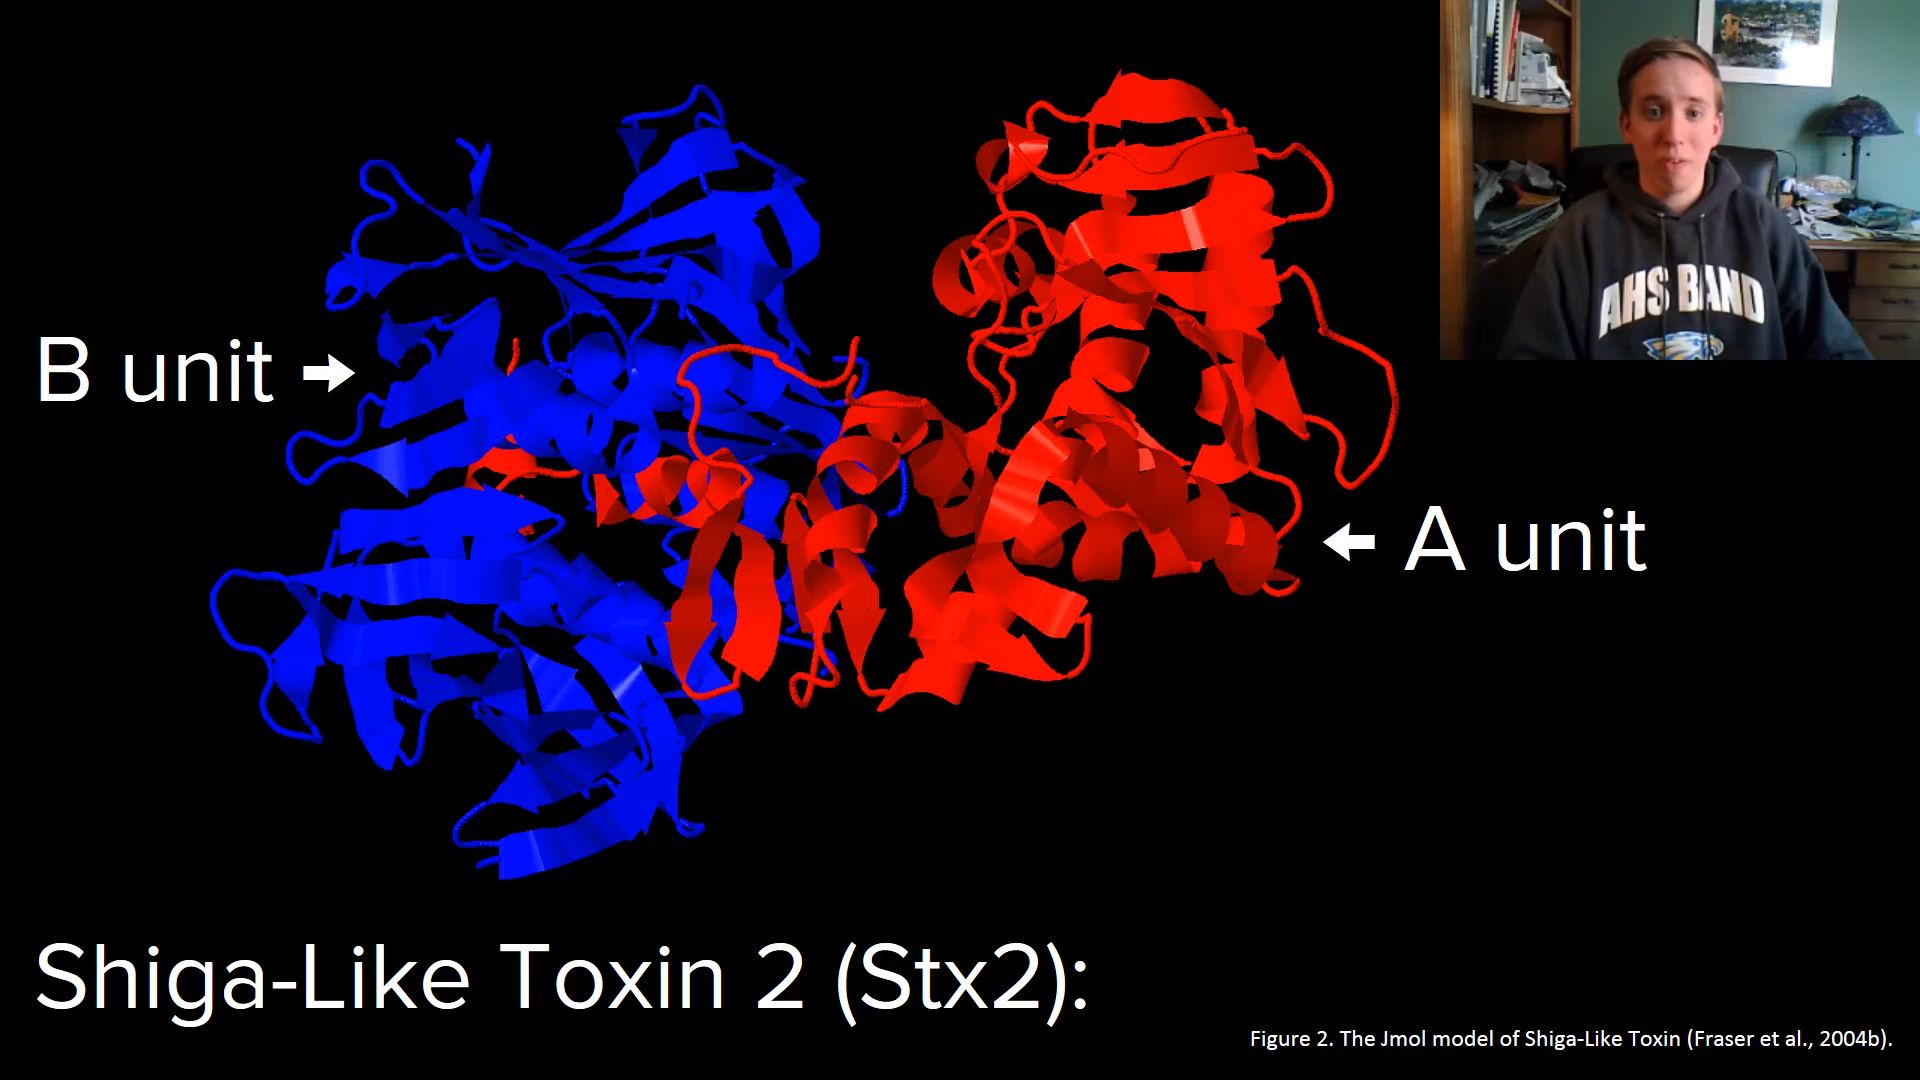 AHS BAND
B unit
A unit
Shiga-Like Toxin 2 (Stx2):
Figure 2. The Jmol model of Shiga-Like Toxin (Fraser et al., 2004b).